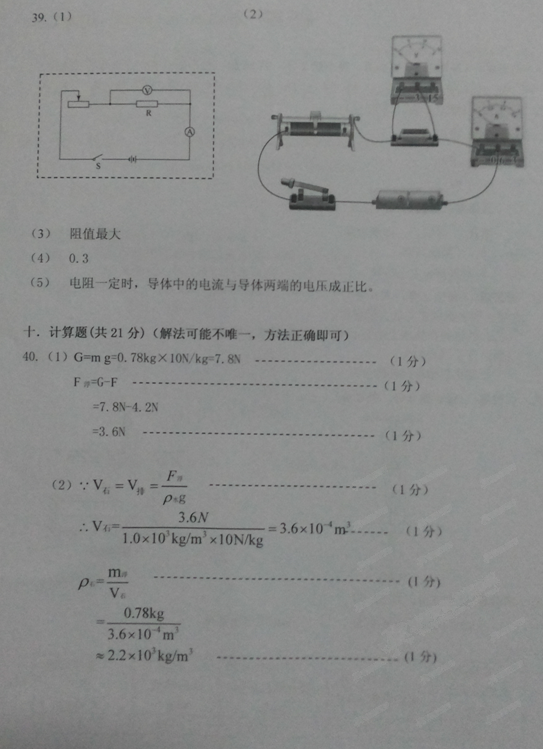 39.（1） （2）
V
R
A
S
（3） 阻值最大
（4） 0.3
（5） 电阻一定时，导体中的电流与导体两端的电压成正比。
十．计算题(共21分)（解法可能不唯一，方法正确即可）
40.（1）G=m g=0.78kg×10N/kg=7.8N （1分）
F浮=G-F （1分）
=7.8N-4.2N
=3.6N （1分）
（2）∵V石=V排=F浮/ρ水g （1分）
∴V石=3.6N/1.0×10³kg/m³×10N/kg=3.6×10⁻⁴m³ （1分）
ρ石=m/V石 (1分)
=0.78kg/3.6×10⁻⁴m³
≈2.2×10³kg/m³ (1分)